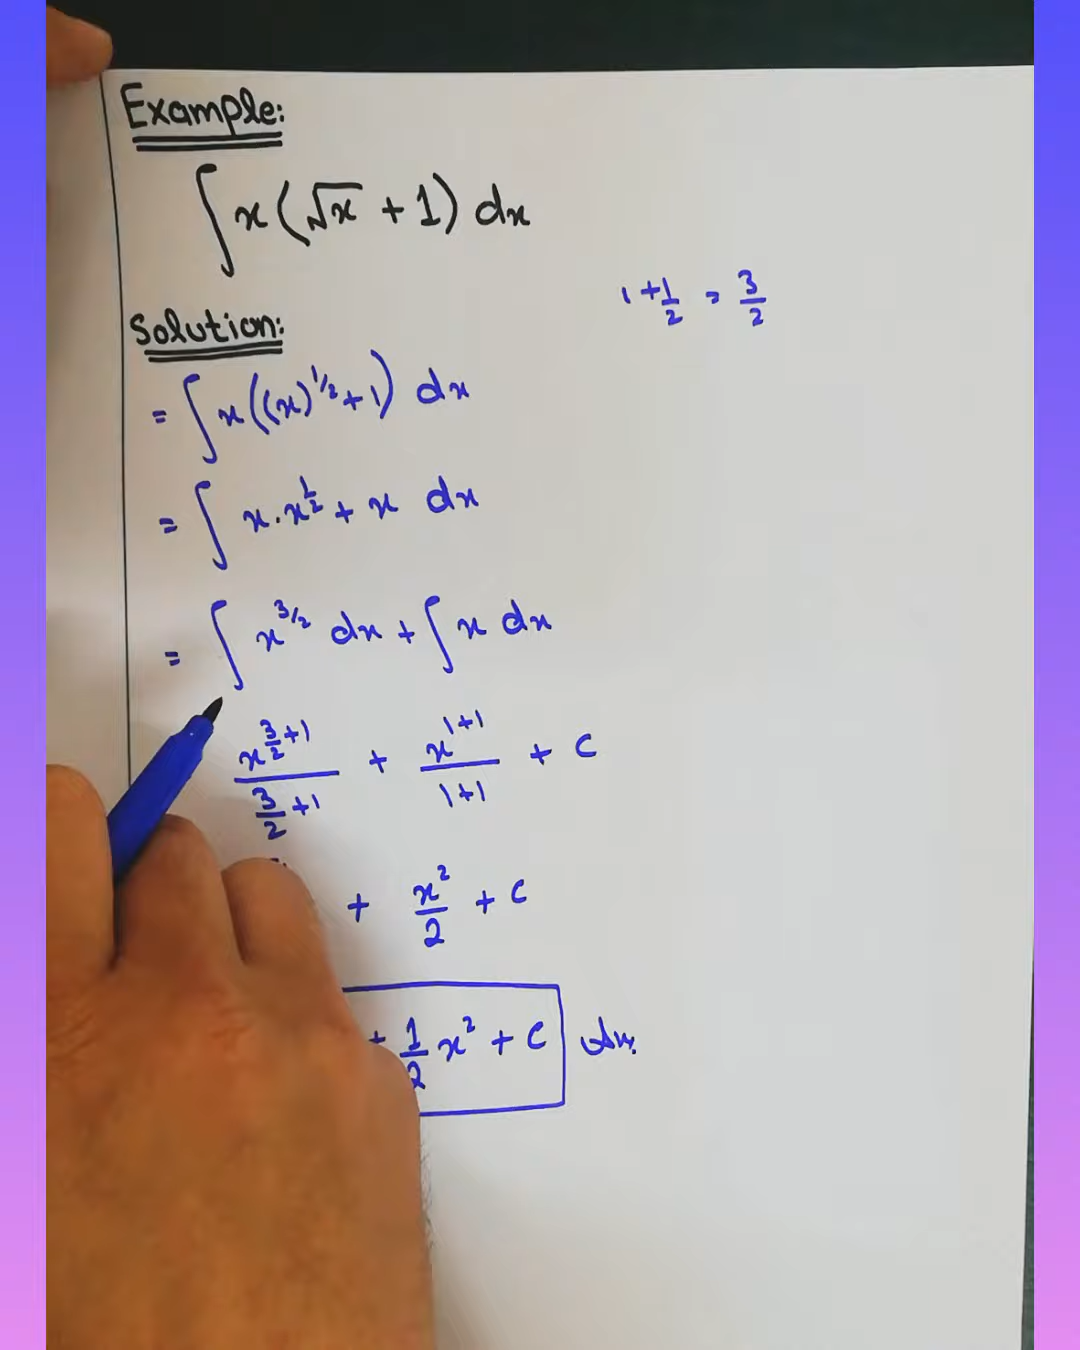 Example:
∫ x(√x + 1) dx
1 + 1/2 = 3/2
Solution:
= ∫ x((x)^1/2 + 1) dx
= ∫ x.x^1/2 + x dx
= ∫ x^3/2 dx + ∫ x dx
x^(3/2+1)/(3/2+1) + x^(1+1)/(1+1) + C
+ x²/2 + C
+ 1/2 x² + C Ans.